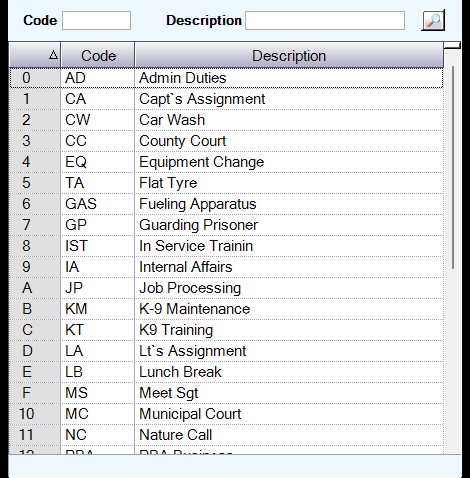 Code Description
Code Description
0 AD Admin Duties
1 CA Capt`s Assignment
2 CW Car Wash
3 CC County Court
4 EQ Equipment Change
5 TA Flat Tyre
6 GAS Fueling Apparatus
7 GP Guarding Prisoner
8 IST In Service Trainin
9 IA Internal Affairs
A JP Job Processing
B KM K-9 Maintenance
C KT K9 Training
D LA Lt`s Assignment
E LB Lunch Break
F MS Meet Sgt
10 MC Municipal Court
11 NC Nature Call